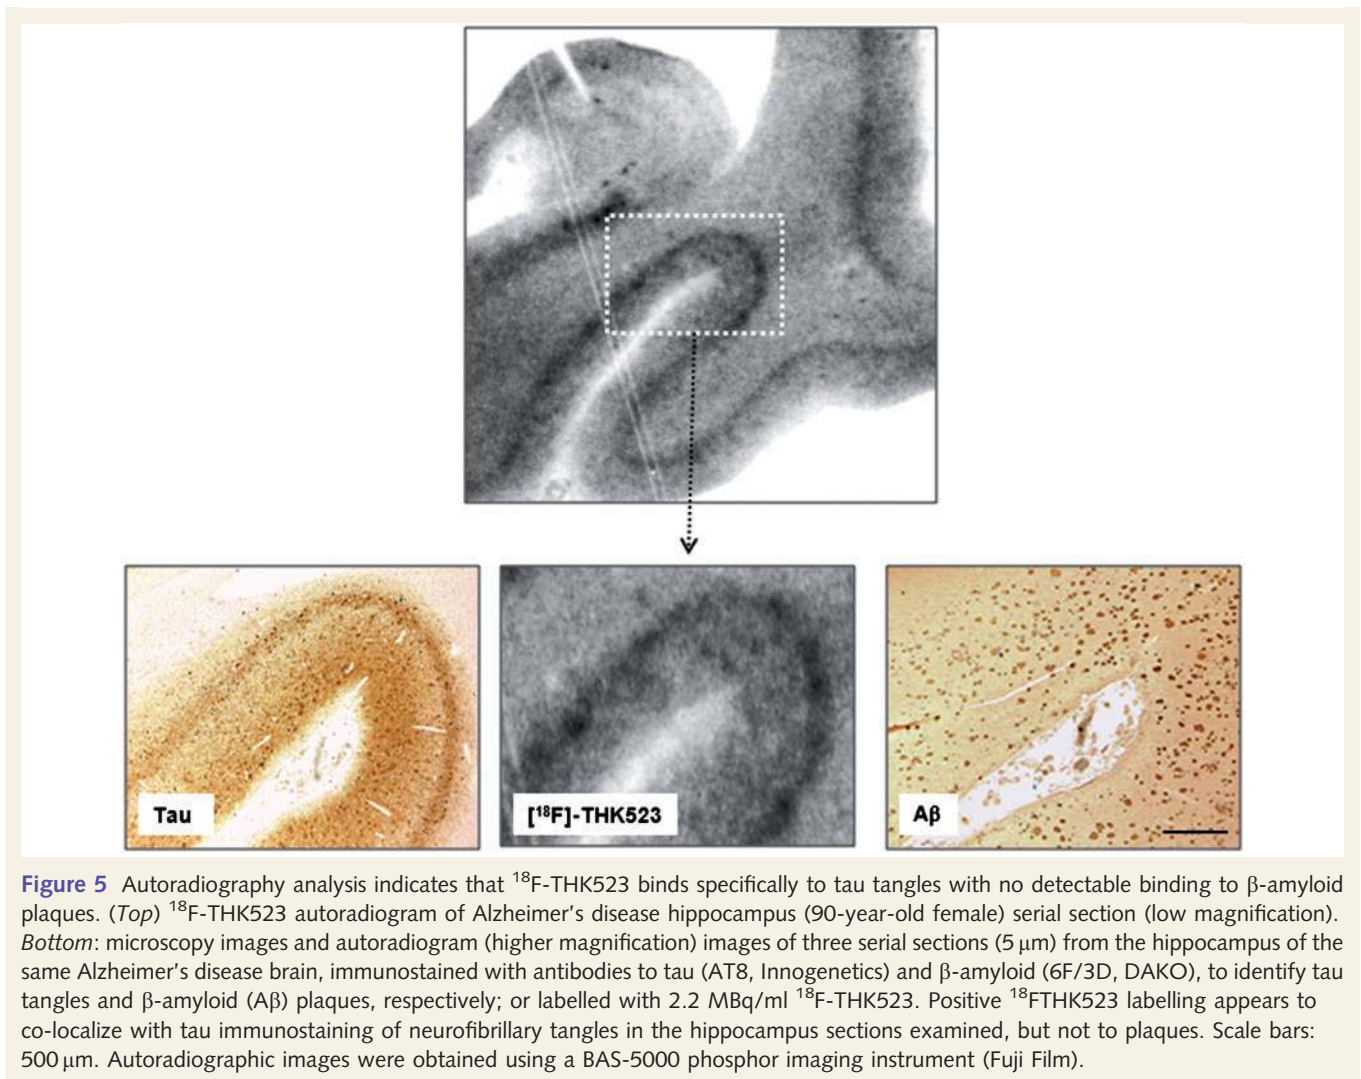 Tau
[¹⁸F]-THK523
Aβ
Figure 5 Autoradiography analysis indicates that ¹⁸F-THK523 binds specifically to tau tangles with no detectable binding to β-amyloid
plaques. (Top) ¹⁸F-THK523 autoradiogram of Alzheimer's disease hippocampus (90-year-old female) serial section (low magnification).
Bottom: microscopy images and autoradiogram (higher magnification) images of three serial sections (5 μm) from the hippocampus of the
same Alzheimer's disease brain, immunostained with antibodies to tau (AT8, Innogenetics) and β-amyloid (6F/3D, DAKO), to identify tau
tangles and β-amyloid (Aβ) plaques, respectively; or labelled with 2.2 MBq/ml ¹⁸F-THK523. Positive ¹⁸FTHK523 labelling appears to
co-localize with tau immunostaining of neurofibrillary tangles in the hippocampus sections examined, but not to plaques. Scale bars:
500 μm. Autoradiographic images were obtained using a BAS-5000 phosphor imaging instrument (Fuji Film).